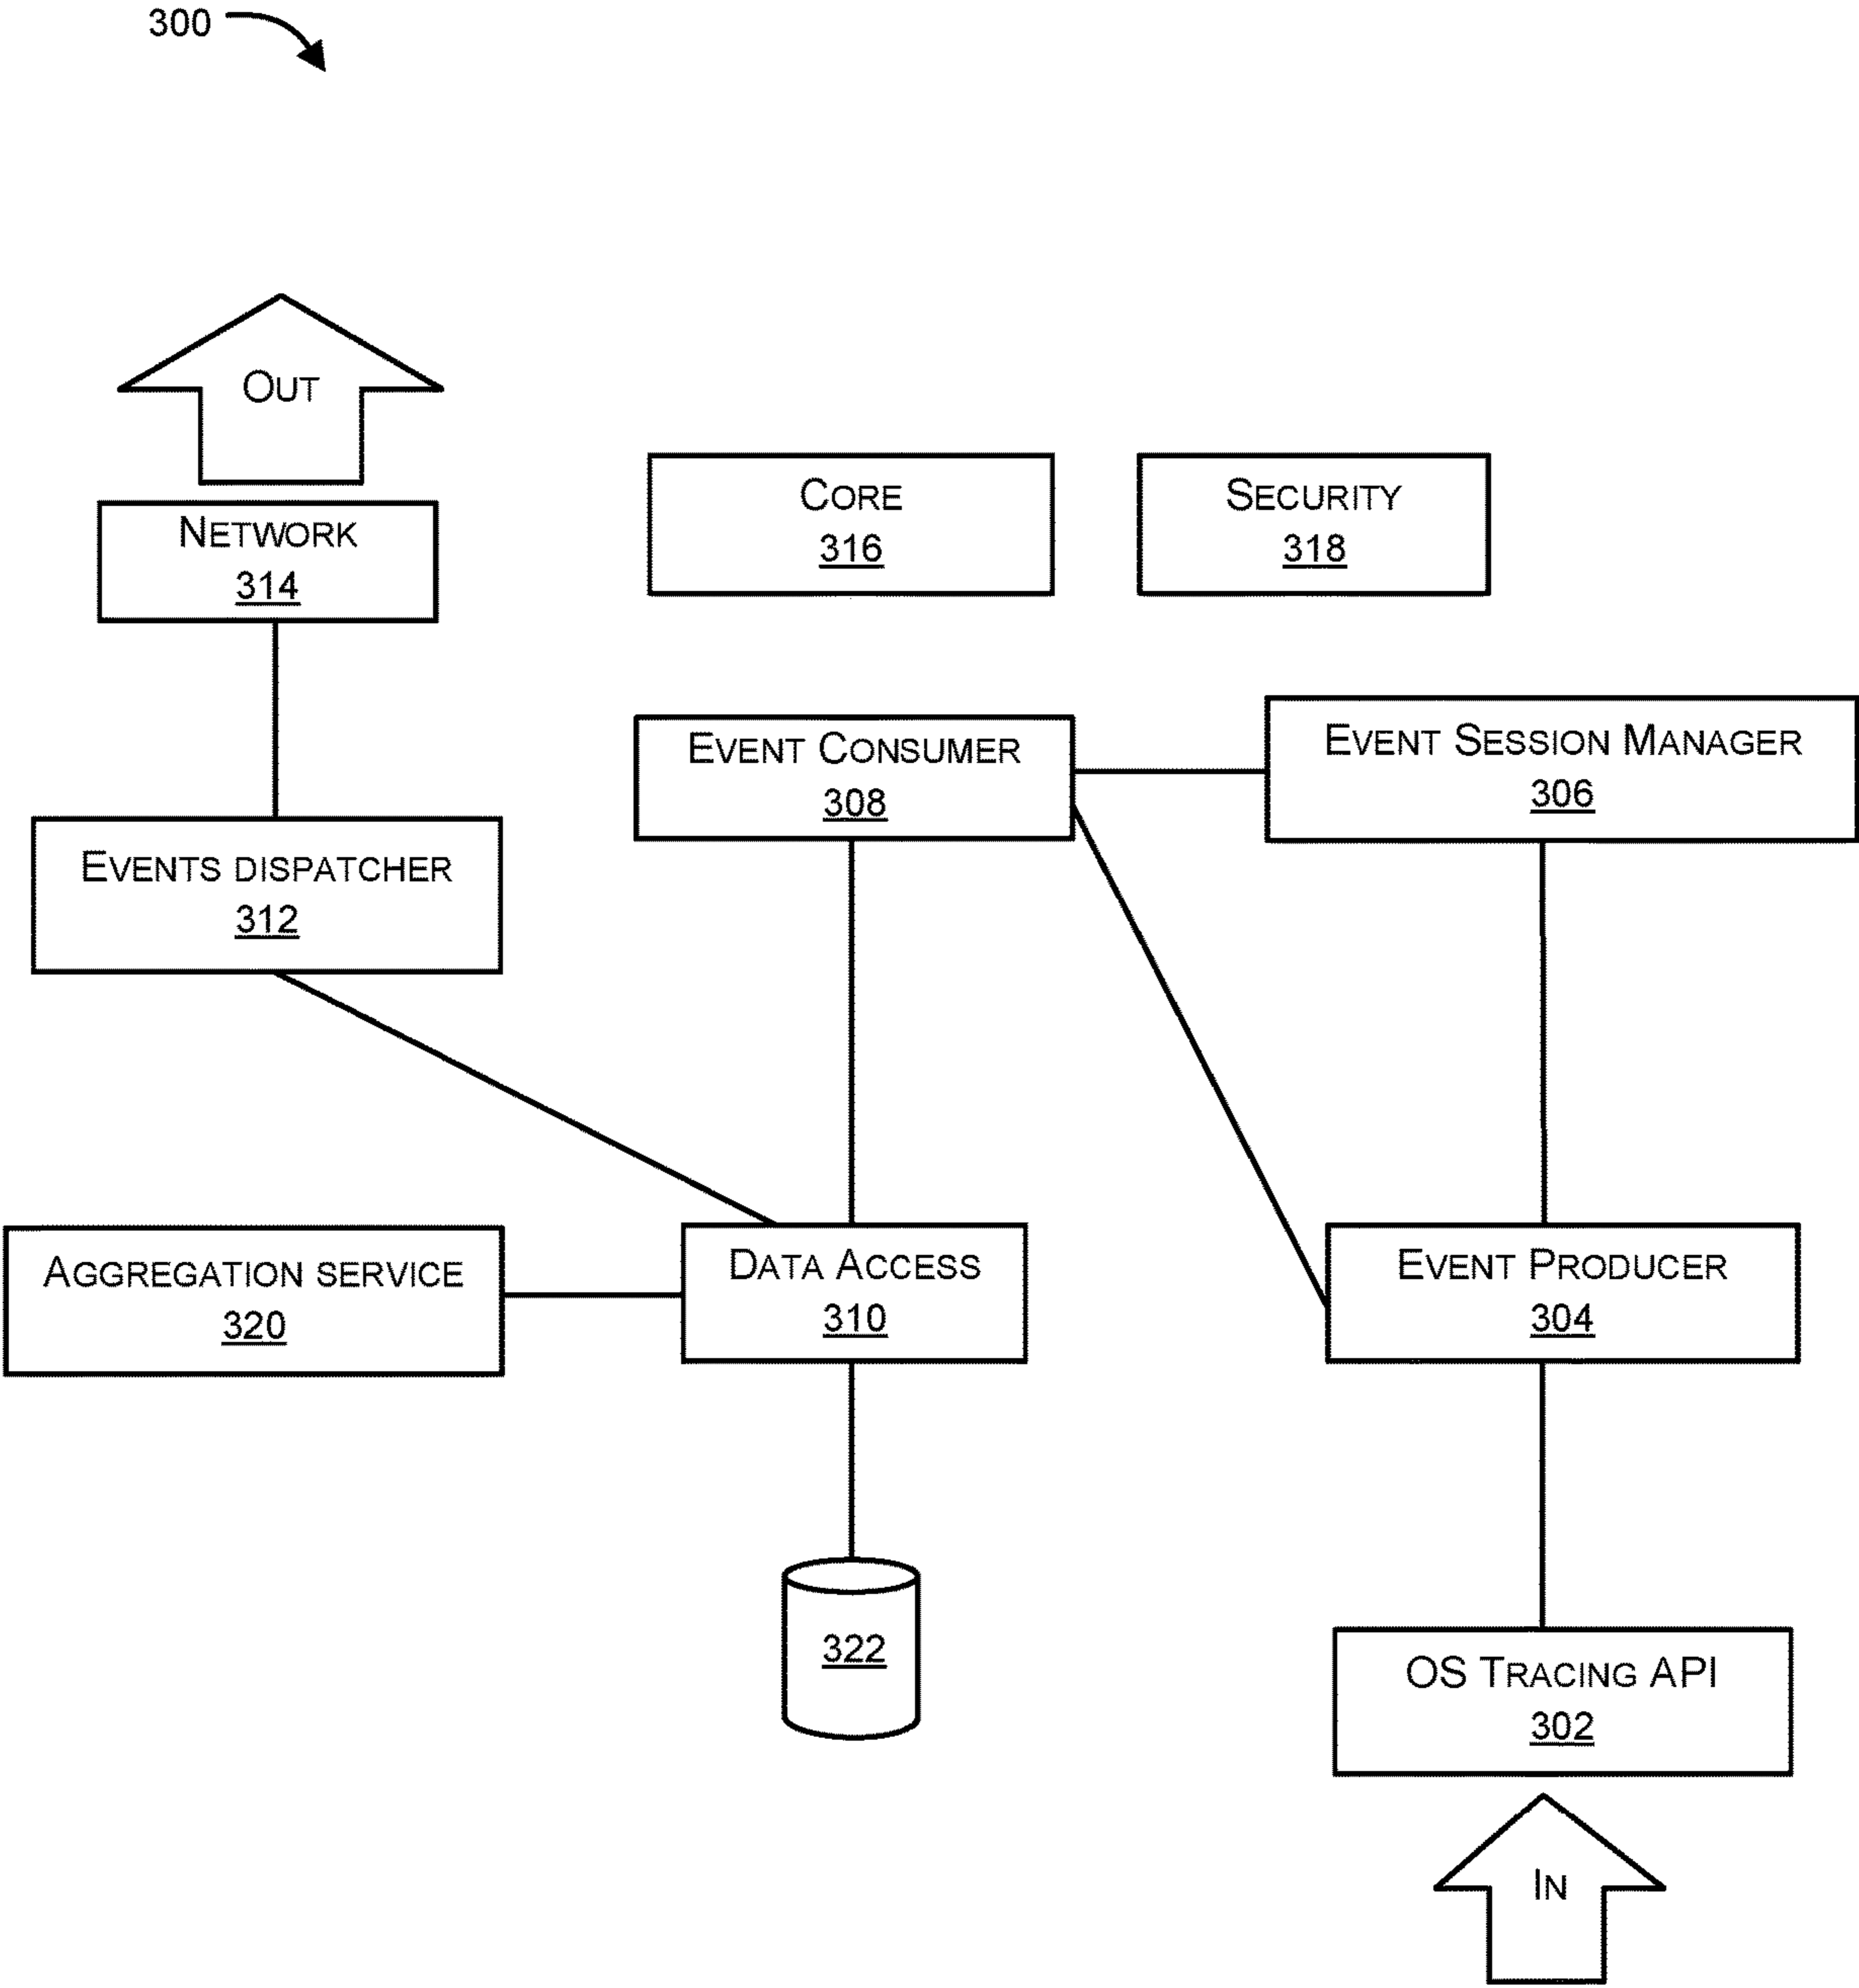 300
OUT
CORE
316
SECURITY
318
NETWORK
314
EVENT CONSUMER
308
EVENT SESSION MANAGER
306
EVENTS DISPATCHER
312
AGGREGATION SERVICE
320
DATA ACCESS
310
EVENT PRODUCER
304
322
OS TRACING API
302
IN